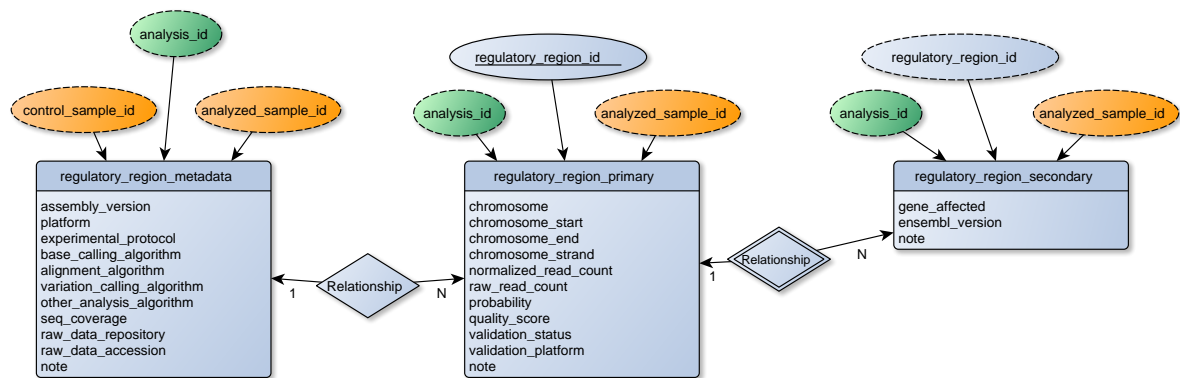 analysis_id
control_sample_id
analyzed_sample_id
regulatory_region_metadata
assembly_version
platform
experimental_protocol
base_calling_algorithm
alignment_algorithm
variation_calling_algorithm
other_analysis_algorithm
seq_coverage
raw_data_repository
raw_data_accession
note
1
Relationship
N
regulatory_region_id
analysis_id
analyzed_sample_id
regulatory_region_primary
chromosome
chromosome_start
chromosome_end
chromosome_strand
normalized_read_count
raw_read_count
probability
quality_score
validation_status
validation_platform
note
1
Relationship
N
regulatory_region_id
analysis_id
analyzed_sample_id
regulatory_region_secondary
gene_affected
ensembl_version
note